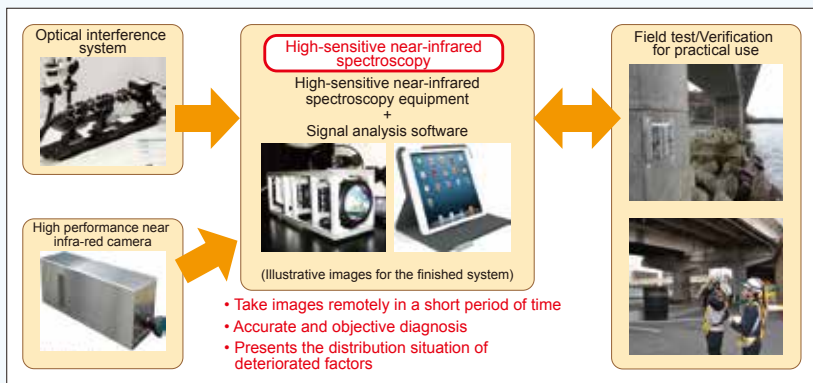 Optical interference
system
High performance near
infra-red camera
High-sensitive near-infrared
spectroscopy
High-sensitive near-infrared
spectroscopy equipment
+
Signal analysis software
(Illustrative images for the finished system)
• Take images remotely in a short period of time
• Accurate and objective diagnosis
• Presents the distribution situation of
deteriorated factors
Field test/Verification
for practical use